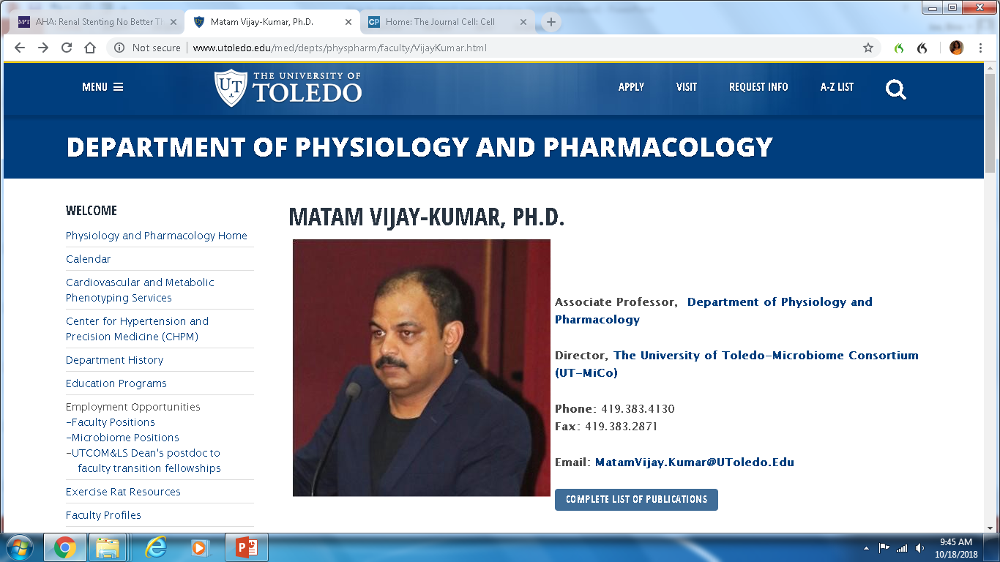 AHA: Renal Stenting No Better T
Matam Vijay-Kumar, Ph.D.
Home: The Journal Cell: Cell
Not secure | www.utoledo.edu/med/depts/physpharm/faculty/VijayKumar.html
MENU
UT
THE UNIVERSITY OF
TOLEDO
APPLY VISIT REQUEST INFO A-Z LIST
DEPARTMENT OF PHYSIOLOGY AND PHARMACOLOGY
WELCOME
Physiology and Pharmacology Home
Calendar
Cardiovascular and Metabolic
Phenotyping Services
Center for Hypertension and
Precision Medicine (CHPM)
Department History
Education Programs
Employment Opportunities
-Faculty Positions
-Microbiome Positions
-UTCOM&LS Dean's postdoc to
faculty transition fellowships
Exercise Rat Resources
Faculty Profiles
MATAM VIJAY-KUMAR, PH.D.
Associate Professor, Department of Physiology and
Pharmacology
Director, The University of Toledo-Microbiome Consortium
(UT-MiCo)
Phone: 419.383.4130
Fax: 419.383.2871
Email: MatamVijay.Kumar@UToledo.Edu
COMPLETE LIST OF PUBLICATIONS
9:45 AM
10/18/2018